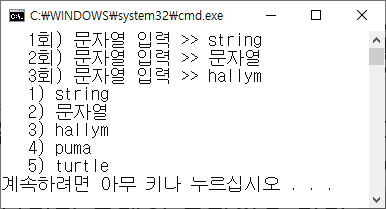 C:\WINDOWS\system32\cmd.exe
1회) 문자열 입력 >> string
2회) 문자열 입력 >> 문자열
3회) 문자열 입력 >> hallym
1) string
2) 문자열
3) hallym
4) puma
5) turtle
계속하려면 아무 키나 누르십시오 . . .